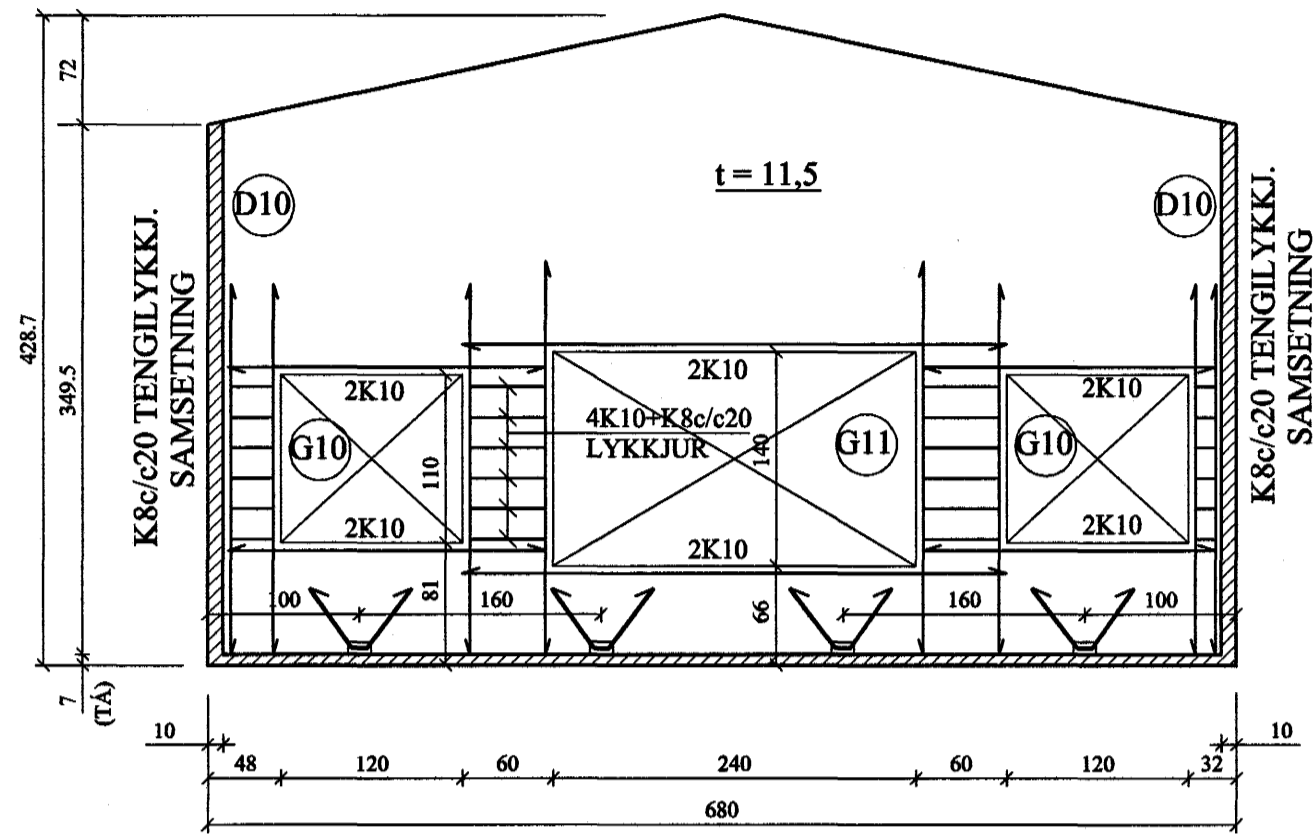 72
428.7
349.5
7
(TÁ)
t = 11,5
D10
D10
K8c/c20 TENGILYKKJ.
SAMSETNING
K8c/c20 TENGILYKKJ.
SAMSETNING
2K10
2K10
2K10
G10
4K10+K8c/c20
LYKKJUR
G11
G10
110
140
2K10
2K10
2K10
81
66
100
160
160
100
10
10
48
120
60
240
60
120
32
680